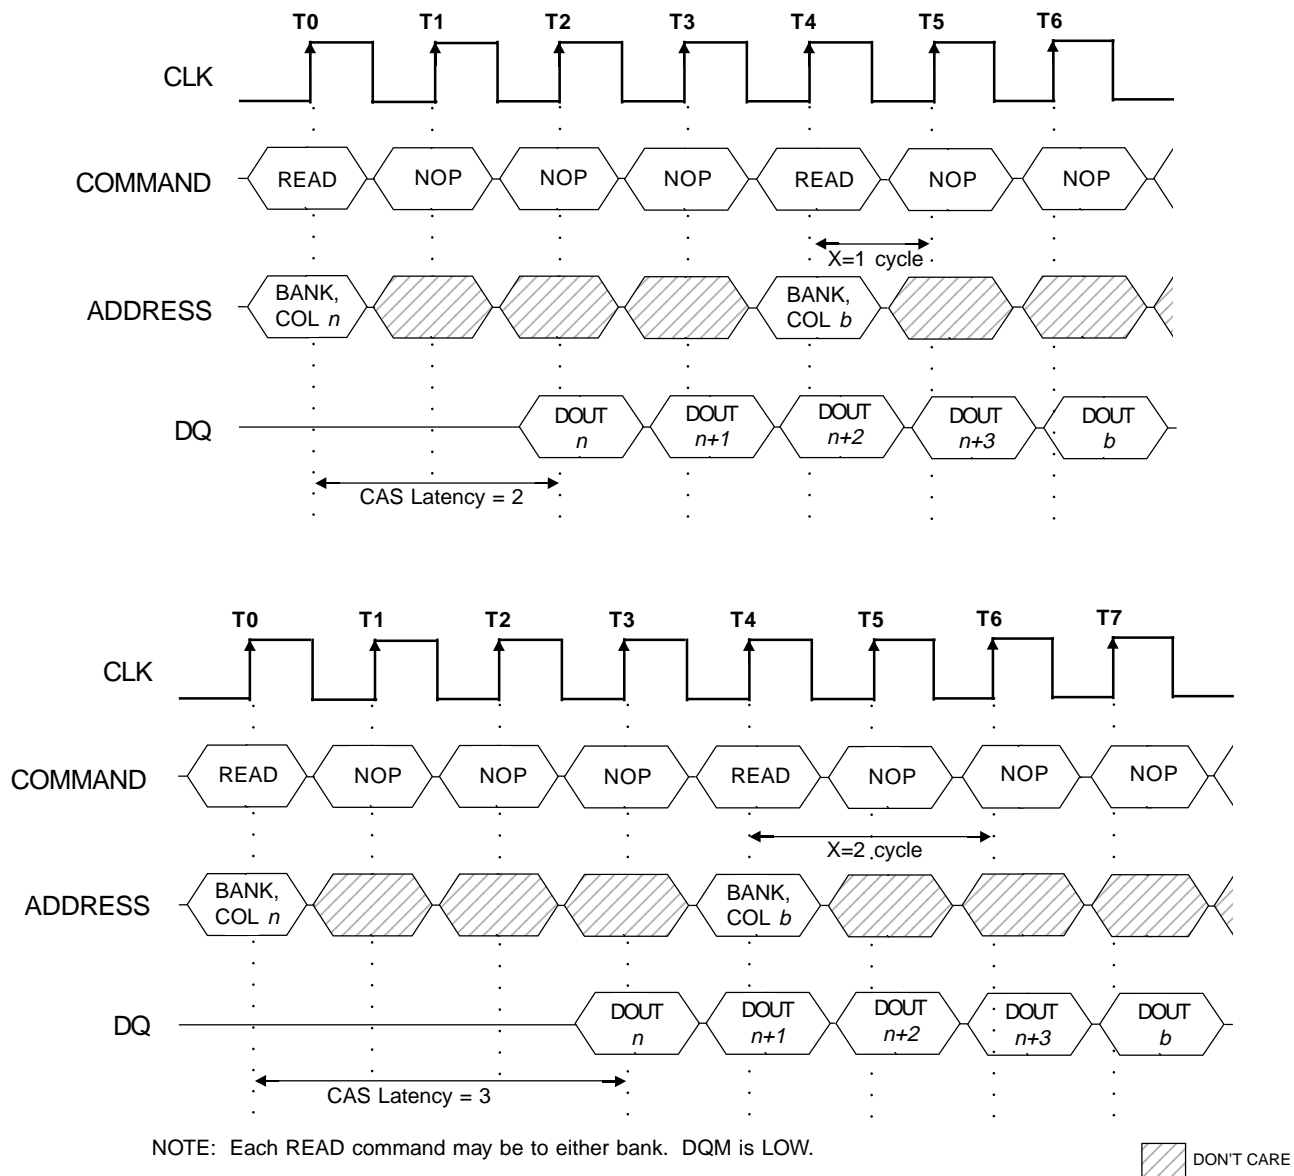 T0 T1 T2 T3 T4 T5 T6
CLK
COMMAND READ NOP NOP NOP READ NOP NOP
X=1 cycle
ADDRESS BANK, COL n BANK, COL b
DQ DOUT n DOUT n+1 DOUT n+2 DOUT n+3 DOUT b
CAS Latency = 2
T0 T1 T2 T3 T4 T5 T6 T7
CLK
COMMAND READ NOP NOP NOP READ NOP NOP NOP
X=2 cycle
ADDRESS BANK, COL n BANK, COL b
DQ DOUT n DOUT n+1 DOUT n+2 DOUT n+3 DOUT b
CAS Latency = 3
NOTE: Each READ command may be to either bank. DQM is LOW.
DON'T CARE